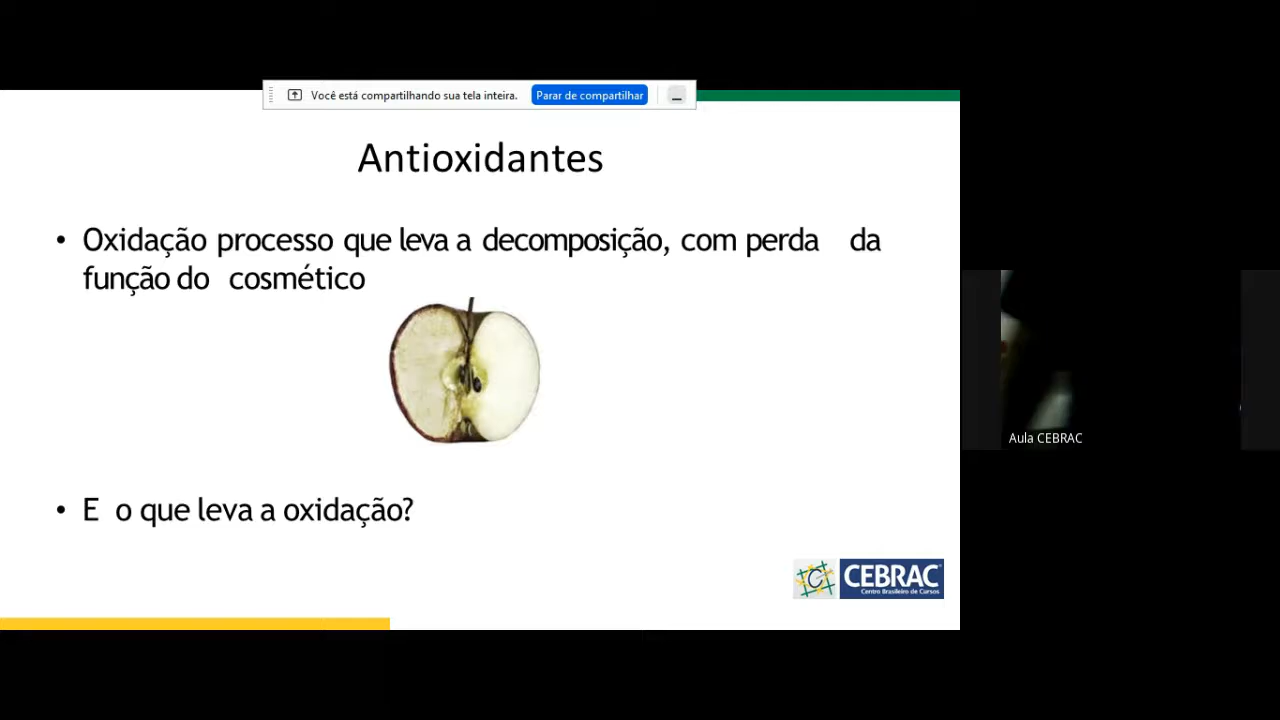 Você está compartilhando sua tela inteira. Parar de compartilhar
Antioxidantes
• Oxidação processo que leva a decomposição, com perda da
função do cosmético
• E o que leva a oxidação?
CEBRAC
Centro Brasileiro de Cursos
Aula CEBRAC